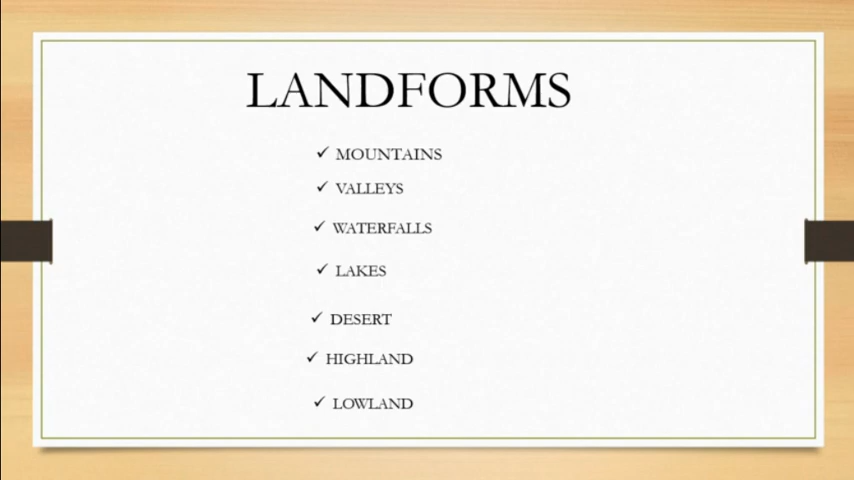 LANDFORMS
✓ MOUNTAINS
✓ VALLEYS
✓ WATERFALLS
✓ LAKES
✓ DESERT
✓ HIGHLAND
✓ LOWLAND